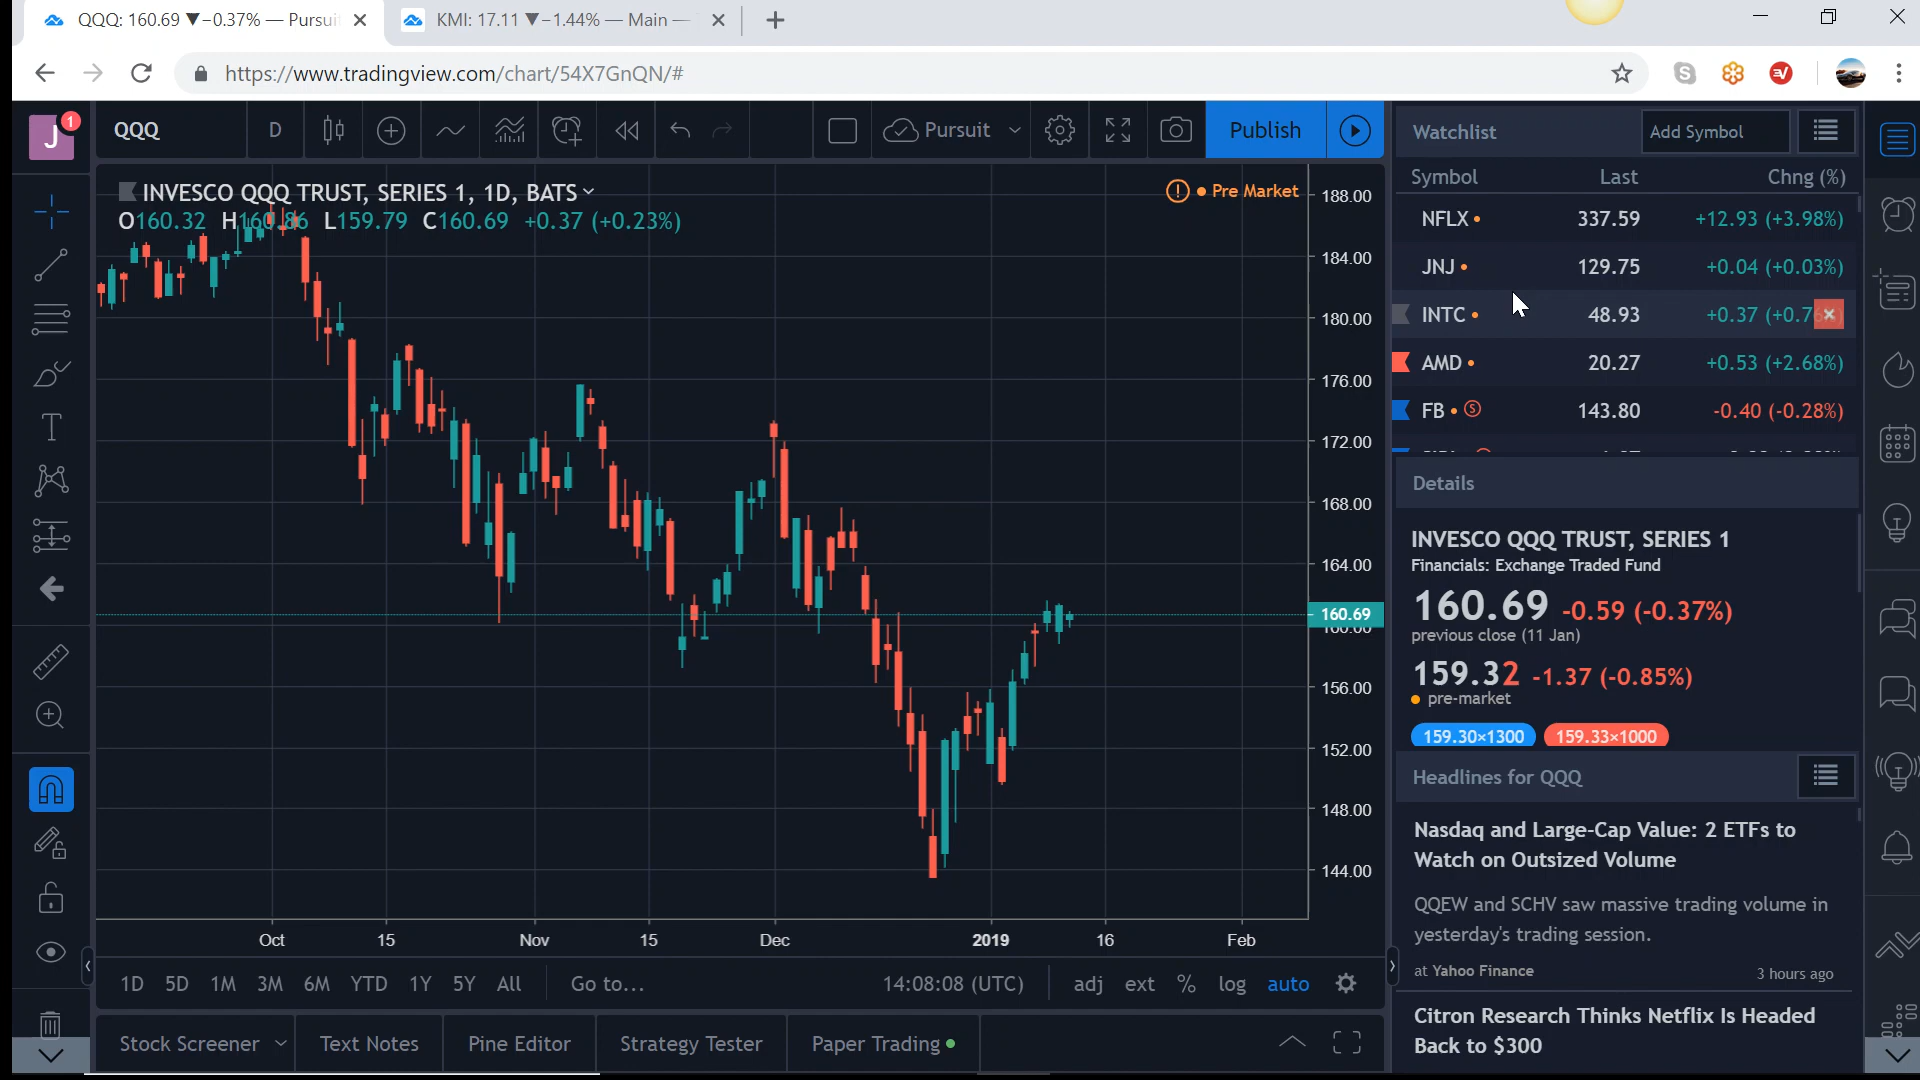 QQQ: 160.69 ▼−0.37% — Pursui
KMI: 17.11 ▼−1.44% — Main —
https://www.tradingview.com/chart/54X7GnQN/#
J
1
QQQ
D
Pursuit
Publish
INVESCO QQQ TRUST, SERIES 1, 1D, BATS
O160.32 H160.86 L159.79 C160.69 +0.37 (+0.23%)
Pre Market
188.00
184.00
180.00
176.00
172.00
168.00
164.00
160.69
160.00
156.00
152.00
148.00
144.00
Oct 15 Nov 15 Dec 2019 16 Feb
1D 5D 1M 3M 6M YTD 1Y 5Y All Go to... 14:08:08 (UTC) adj ext % log auto
Stock Screener Text Notes Pine Editor Strategy Tester Paper Trading
Watchlist Add Symbol
Symbol Last Chng (%)
NFLX 337.59 +12.93 (+3.98%)
JNJ 129.75 +0.04 (+0.03%)
INTC 48.93 +0.37 (+0.7
AMD 20.27 +0.53 (+2.68%)
FB S 143.80 -0.40 (-0.28%)
Details
INVESCO QQQ TRUST, SERIES 1
Financials: Exchange Traded Fund
160.69 -0.59 (-0.37%)
previous close (11 Jan)
159.32 -1.37 (-0.85%)
pre-market
159.30×1300 159.33×1000
Headlines for QQQ
Nasdaq and Large-Cap Value: 2 ETFs to
Watch on Outsized Volume
QQEW and SCHV saw massive trading volume in
yesterday's trading session.
at Yahoo Finance 3 hours ago
Citron Research Thinks Netflix Is Headed
Back to $300